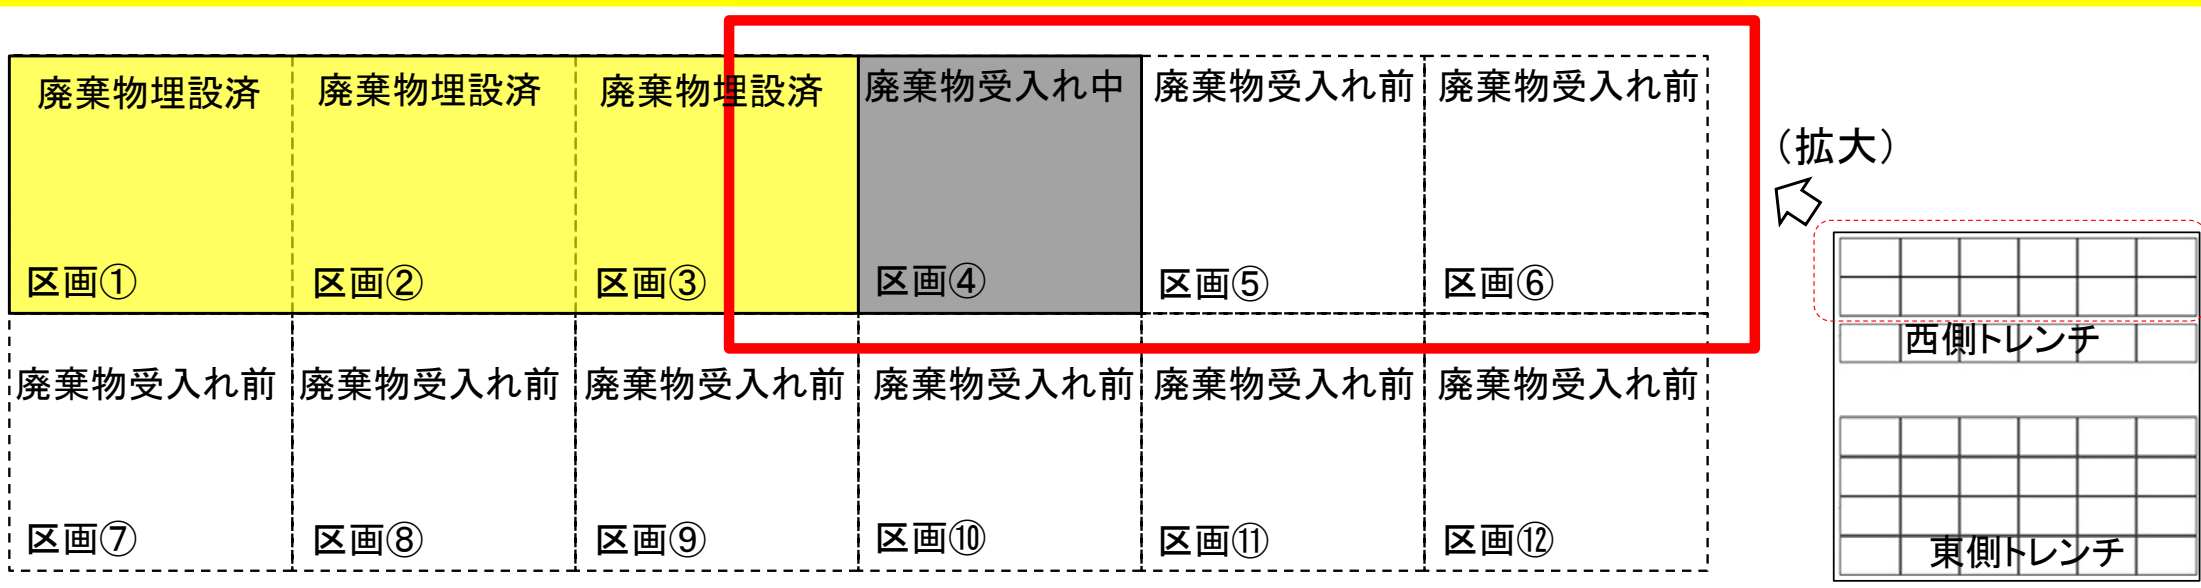 廃棄物埋設済
廃棄物埋設済
廃棄物埋設済
廃棄物受入れ中
廃棄物受入れ前
廃棄物受入れ前
区画①
区画②
区画③
区画④
区画⑤
区画⑥
廃棄物受入れ前
廃棄物受入れ前
廃棄物受入れ前
廃棄物受入れ前
廃棄物受入れ前
廃棄物受入れ前
区画⑦
区画⑧
区画⑨
区画⑩
区画⑪
区画⑫
（拡大）
西側トレンチ
東側トレンチ